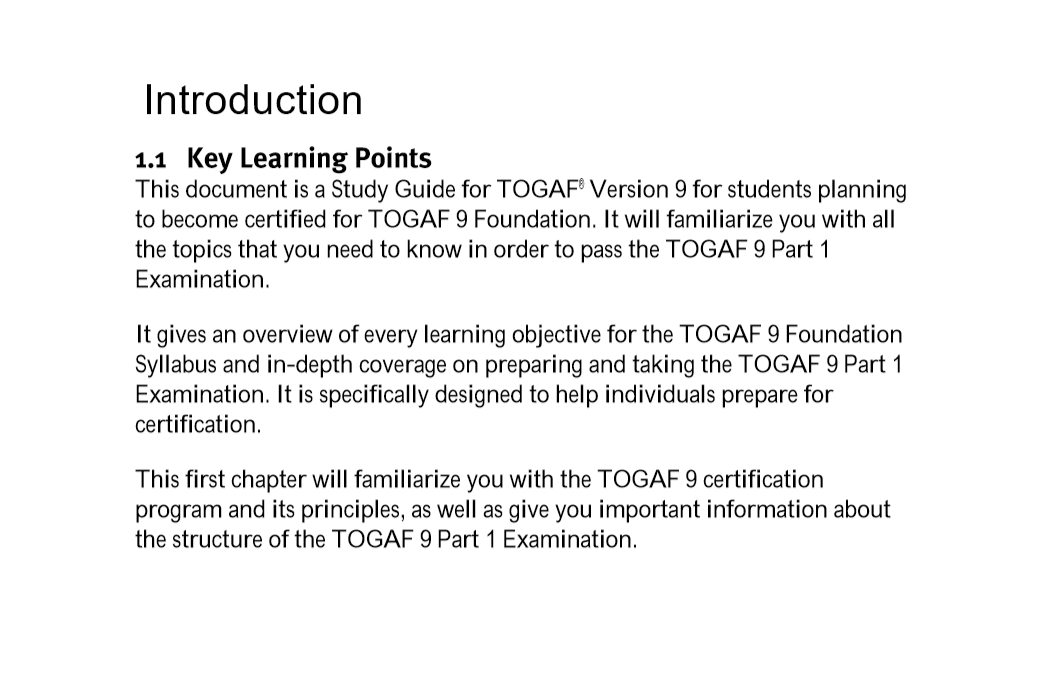 Introduction
1.1 Key Learning Points
This document is a Study Guide for TOGAF® Version 9 for students planning
to become certified for TOGAF 9 Foundation. It will familiarize you with all
the topics that you need to know in order to pass the TOGAF 9 Part 1
Examination.
It gives an overview of every learning objective for the TOGAF 9 Foundation
Syllabus and in-depth coverage on preparing and taking the TOGAF 9 Part 1
Examination. It is specifically designed to help individuals prepare for
certification.
This first chapter will familiarize you with the TOGAF 9 certification
program and its principles, as well as give you important information about
the structure of the TOGAF 9 Part 1 Examination.